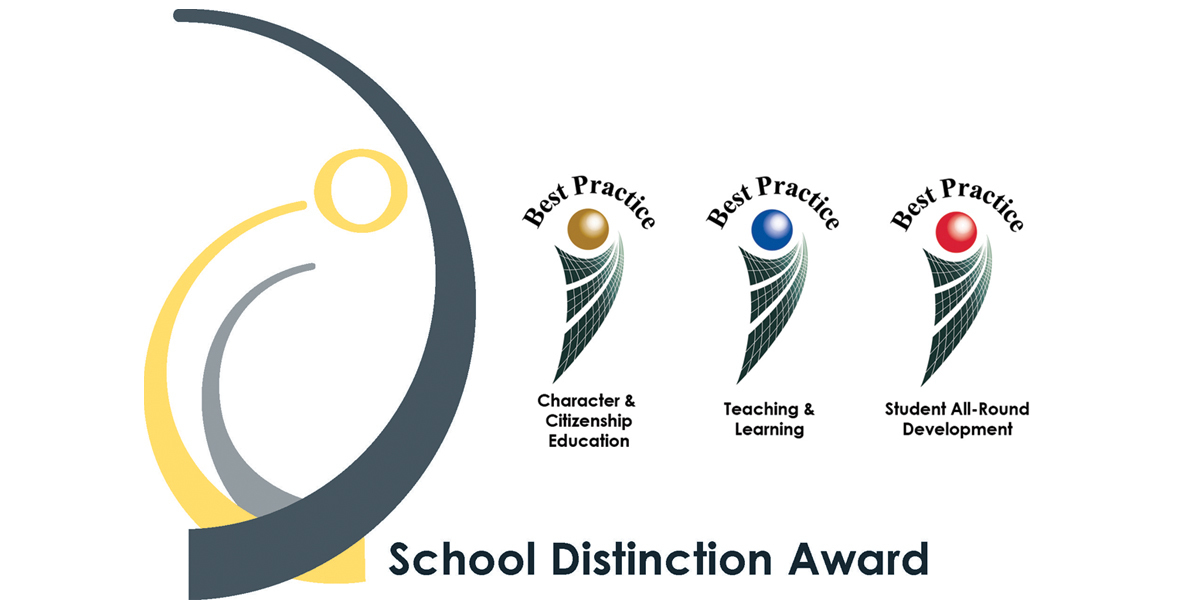 Best Practice
Character &
Citizenship
Education
Best Practice
Teaching &
Learning
Best Practice
Student All-Round
Development
School Distinction Award